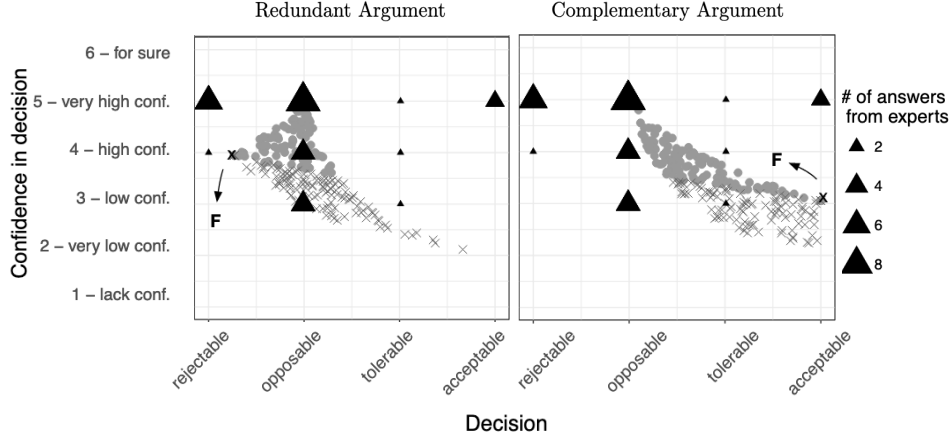 Redundant Argument
Complementary Argument
Confidence in decision
6 – for sure
5 – very high conf.
4 – high conf.
3 – low conf.
2 – very low conf.
1 – lack conf.
x
F
F
x
rejectable
opposable
tolerable
acceptable
rejectable
opposable
tolerable
acceptable
Decision
# of answers
from experts
2
4
6
8